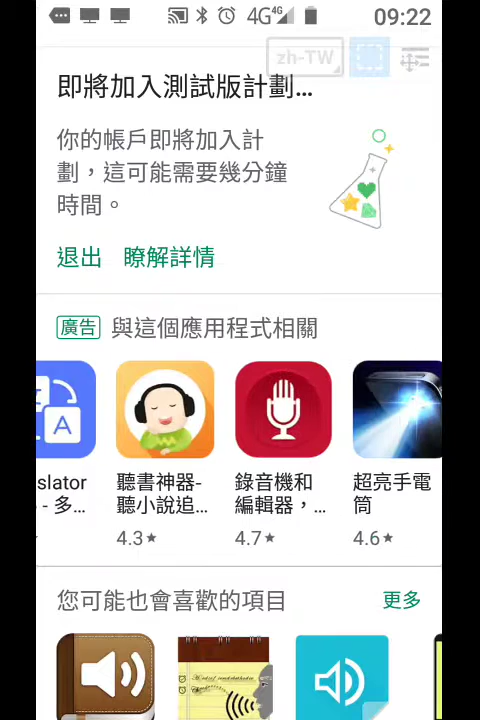 4G 4G 09:22
zh-TW
即將加入測試版計劃...
你的帳戶即將加入計
劃，這可能需要幾分鐘
時間。
退出 瞭解詳情
廣告 與這個應用程式相關
A
slator
- 多...
聽書神器-
聽小說追...
4.3★
錄音機和
編輯器，...
4.7★
超亮手電
筒
4.6★
您可能也會喜歡的項目 更多